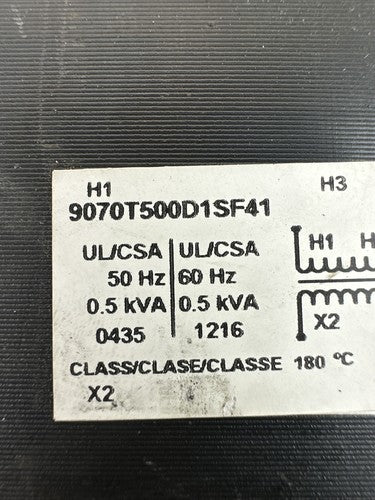 H1 H3
9070T500D1SF41
UL/CSA UL/CSA
50 Hz 60 Hz
0.5 kVA 0.5 kVA
0435 1216
H1 H
X2
CLASS/CLASE/CLASSE 180 °C
X2